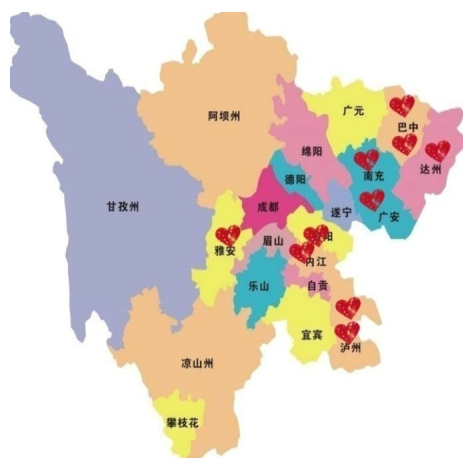 广元
阿坝州
巴中
绵阳
南充
达州
德阳
甘孜州
成都
遂宁
广安
阳
眉山
雅安
内江
乐山
自贡
宜宾
泸州
凉山州
攀枝花